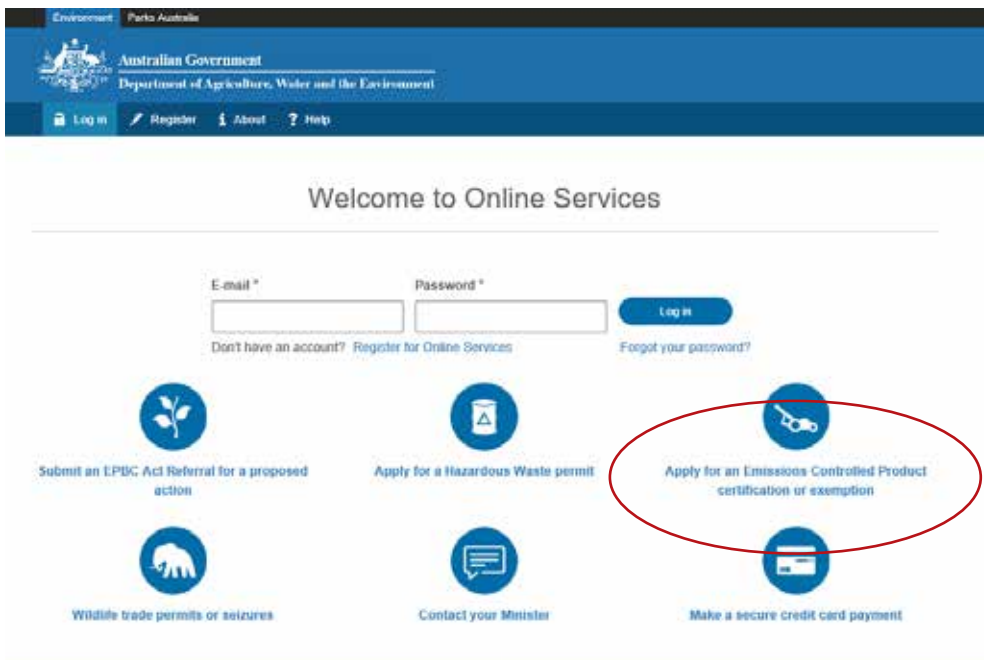 Environment Parks Australia
Australian Government
Department of Agriculture, Water and the Environment
Log in Register About Help
Welcome to Online Services
E-mail * Password *
Log in
Don't have an account? Register for Online Services Forgot your password?
Submit an EPBC Act Referral for a proposed action
Apply for a Hazardous Waste permit
Apply for an Emissions Controlled Product
certification or exemption
Wildlife trade permits or seizures
Contact your Minister
Make a secure credit card payment